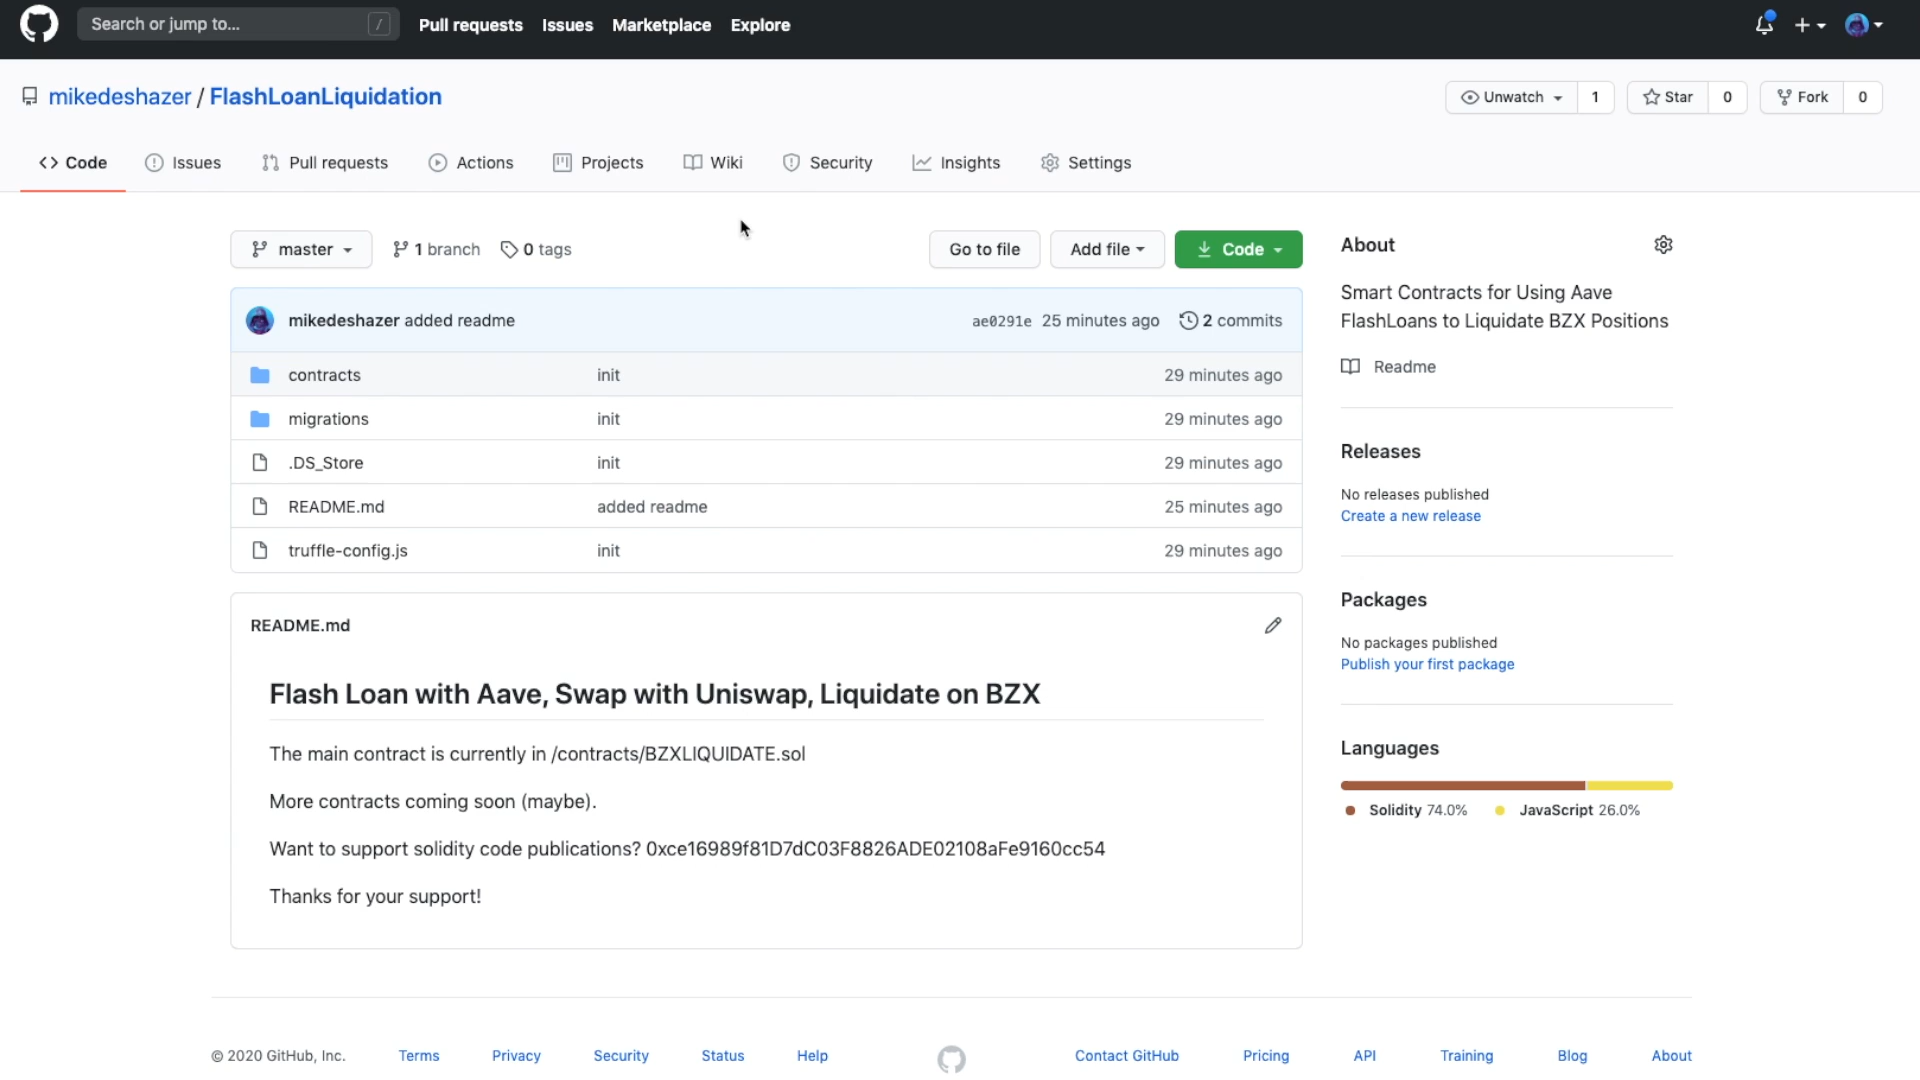 Search or jump to... /
Pull requests Issues Marketplace Explore
mikedeshazer / FlashLoanLiquidation
Unwatch 1 Star 0 Fork 0
Code Issues Pull requests Actions Projects Wiki Security Insights Settings
master 1 branch 0 tags
Go to file Add file Code
mikedeshazer added readme ae0291e 25 minutes ago 2 commits
contracts init 29 minutes ago
migrations init 29 minutes ago
.DS_Store init 29 minutes ago
README.md added readme 25 minutes ago
truffle-config.js init 29 minutes ago
README.md
Flash Loan with Aave, Swap with Uniswap, Liquidate on BZX
The main contract is currently in /contracts/BZXLIQUIDATE.sol
More contracts coming soon (maybe).
Want to support solidity code publications? 0xce16989f81D7dC03F8826ADE02108aFe9160cc54
Thanks for your support!
About
Smart Contracts for Using Aave
FlashLoans to Liquidate BZX Positions
Readme
Releases
No releases published
Create a new release
Packages
No packages published
Publish your first package
Languages
Solidity 74.0% JavaScript 26.0%
© 2020 GitHub, Inc. Terms Privacy Security Status Help Contact GitHub Pricing API Training Blog About